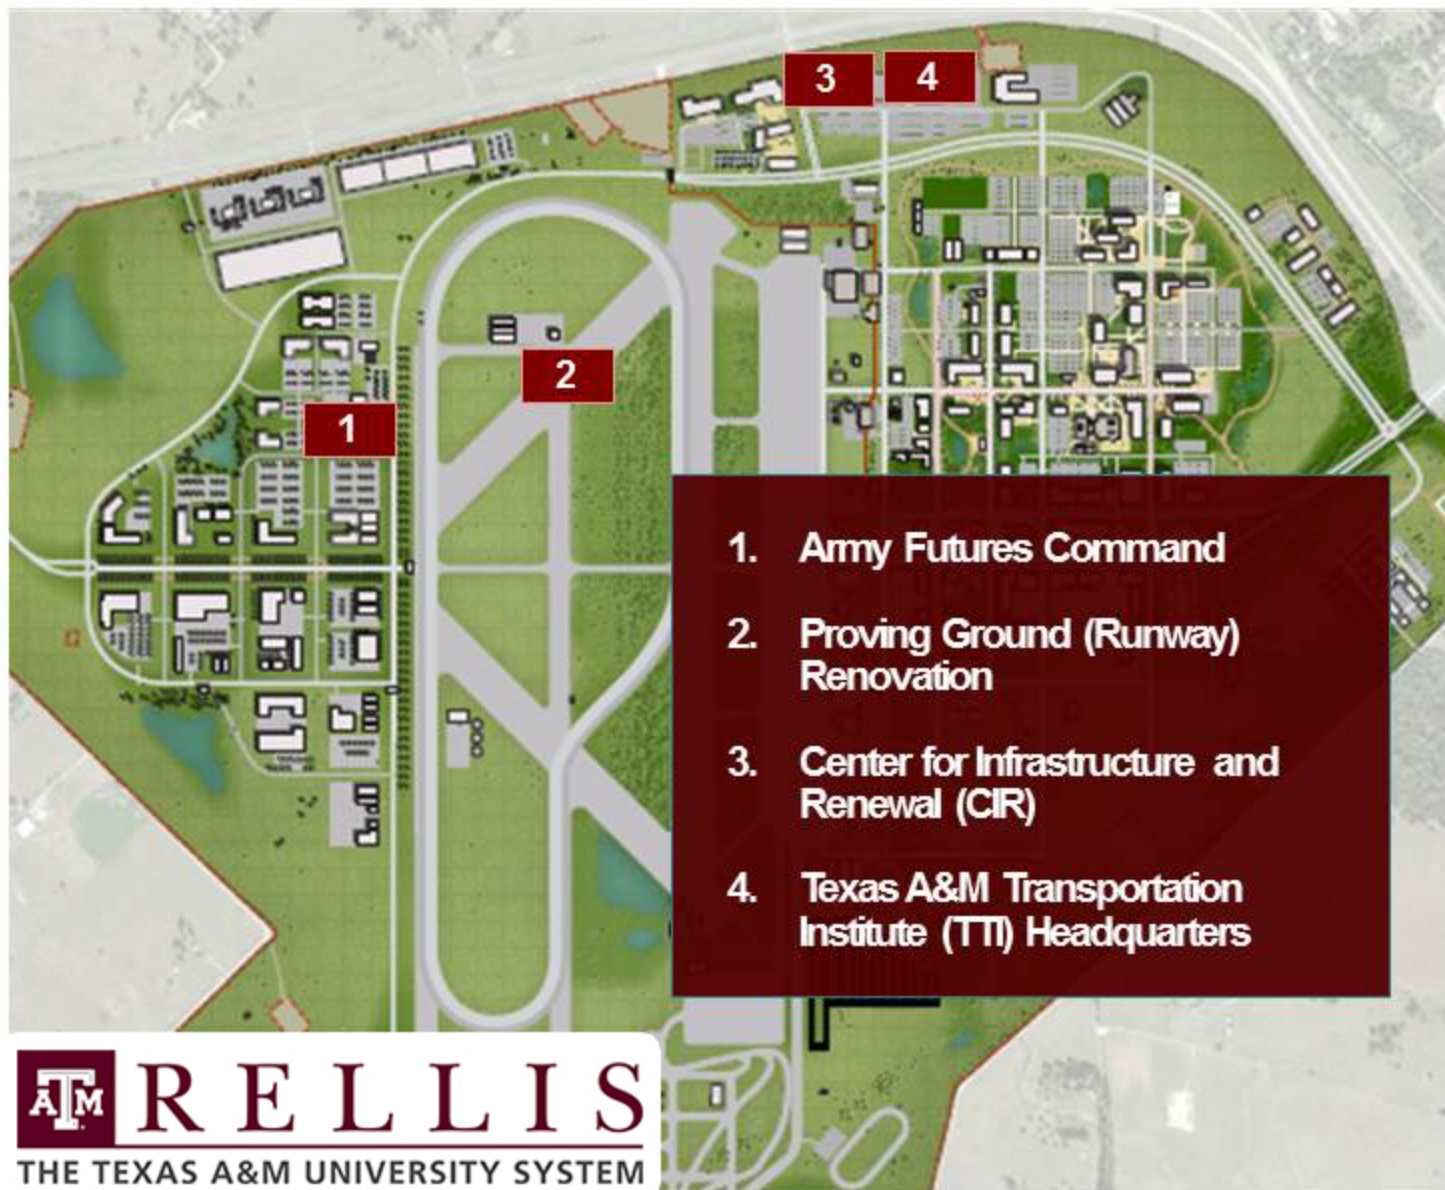 3 4
2
1
1. Army Futures Command
2. Proving Ground (Runway)
Renovation
3. Center for Infrastructure and
Renewal (CIR)
4. Texas A&M Transportation
Institute (TTI) Headquarters
ATM RELLIS
THE TEXAS A&M UNIVERSITY SYSTEM